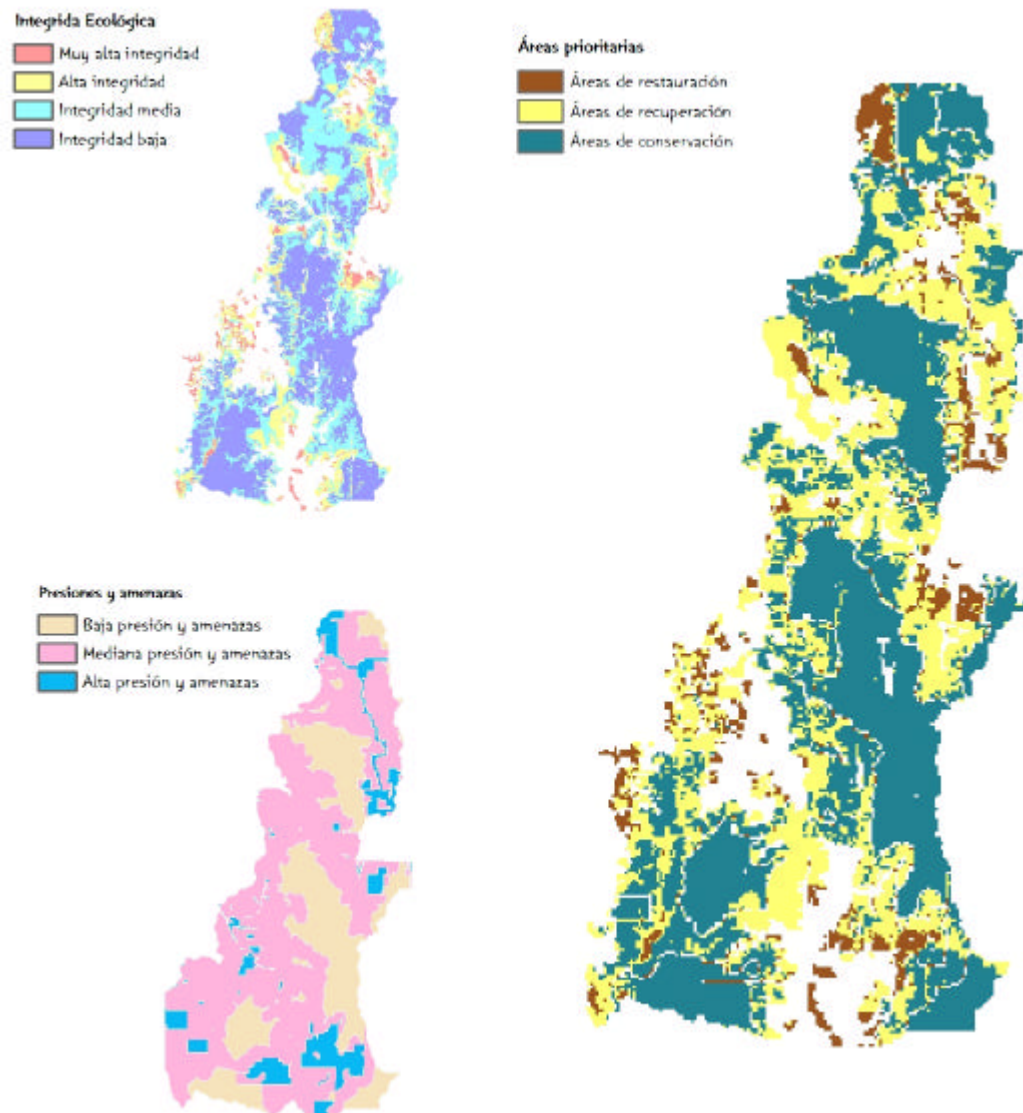 Integrida Ecológica
Muy alta integridad
Alta integridad
Integridad media
Integridad baja
Áreas prioritarias
Áreas de restauración
Áreas de recuperación
Áreas de conservación
Presiones y amenazas
Baja presión y amenazas
Mediana presión y amenazas
Alta presión y amenazas